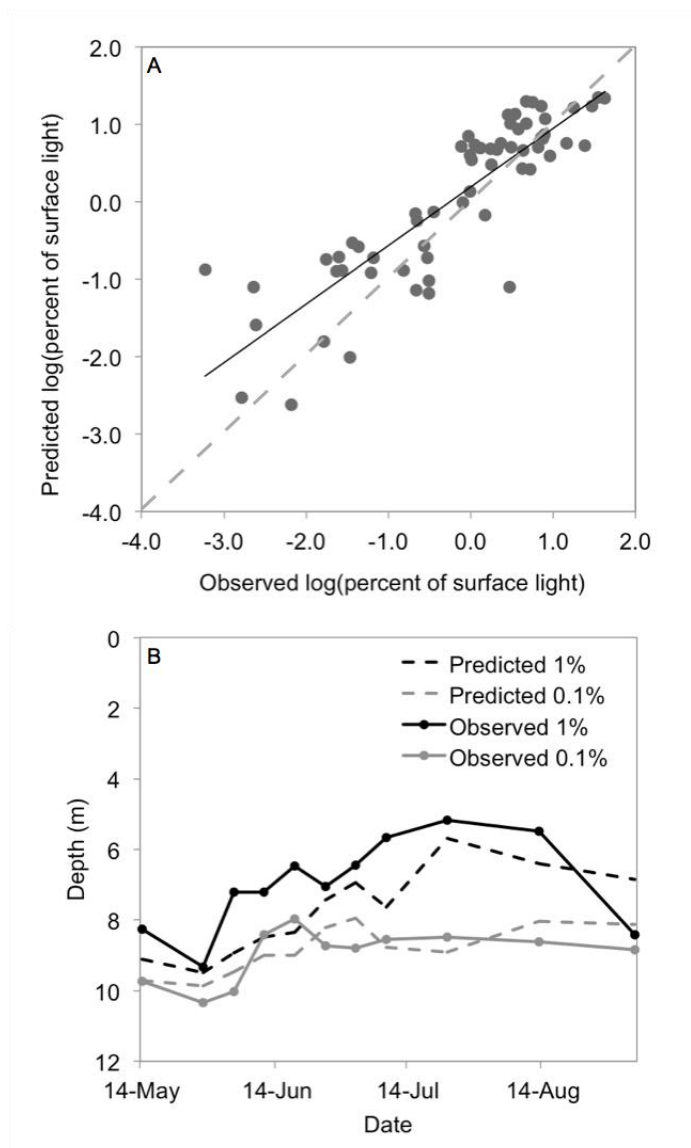 A
2.0
1.0
0.0
-1.0
-2.0
-3.0
-4.0
Predicted log(percent of surface light)
-4.0 -3.0 -2.0 -1.0 0.0 1.0 2.0
Observed log(percent of surface light)
B
0
2
4
6
8
10
12
Depth (m)
Predicted 1%
Predicted 0.1%
Observed 1%
Observed 0.1%
14-May 14-Jun 14-Jul 14-Aug
Date